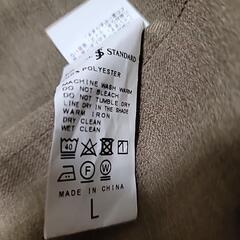 STANDARD
POLYESTER
MACHINE WASH WARM
DO NOT BLEACH
DO NOT TUMBLE DRY
LINE DRY IN THE SHADE
WARM IRON
DRY CLEAN
WET CLEAN
40
P
W
MADE IN CHINA
L